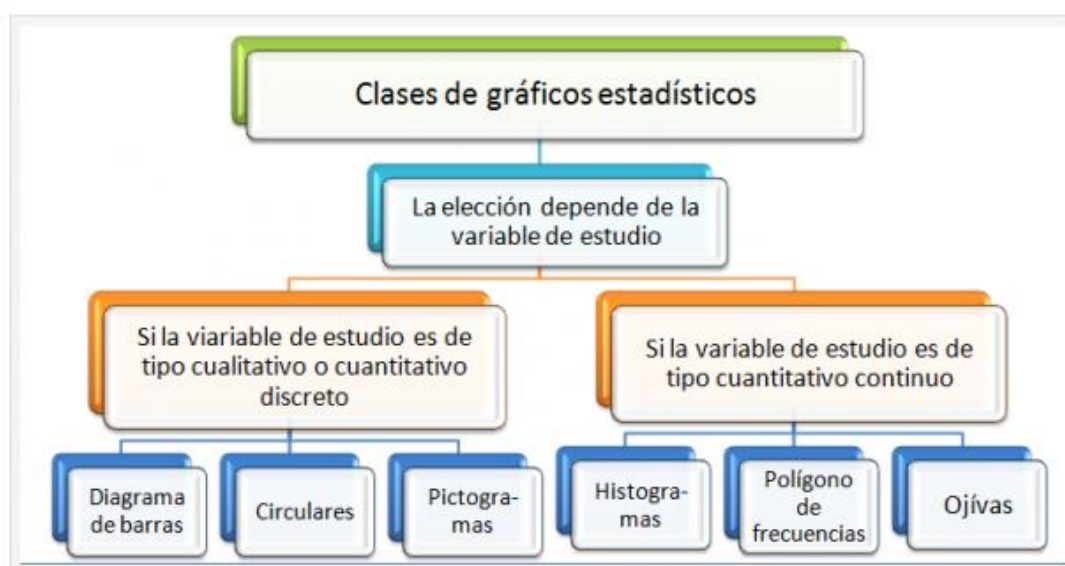 Clases de gráficos estadísticos
La elección depende de la
variable de estudio
Si la viariable de estudio es de
tipo cualitativo o cuantitativo
discreto
Si la variable de estudio es de
tipo cuantitativo continuo
Diagrama
de barras
Circulares
Pictogra-
mas
Histogra-
mas
Polígono
de
frecuencias
Ojívas